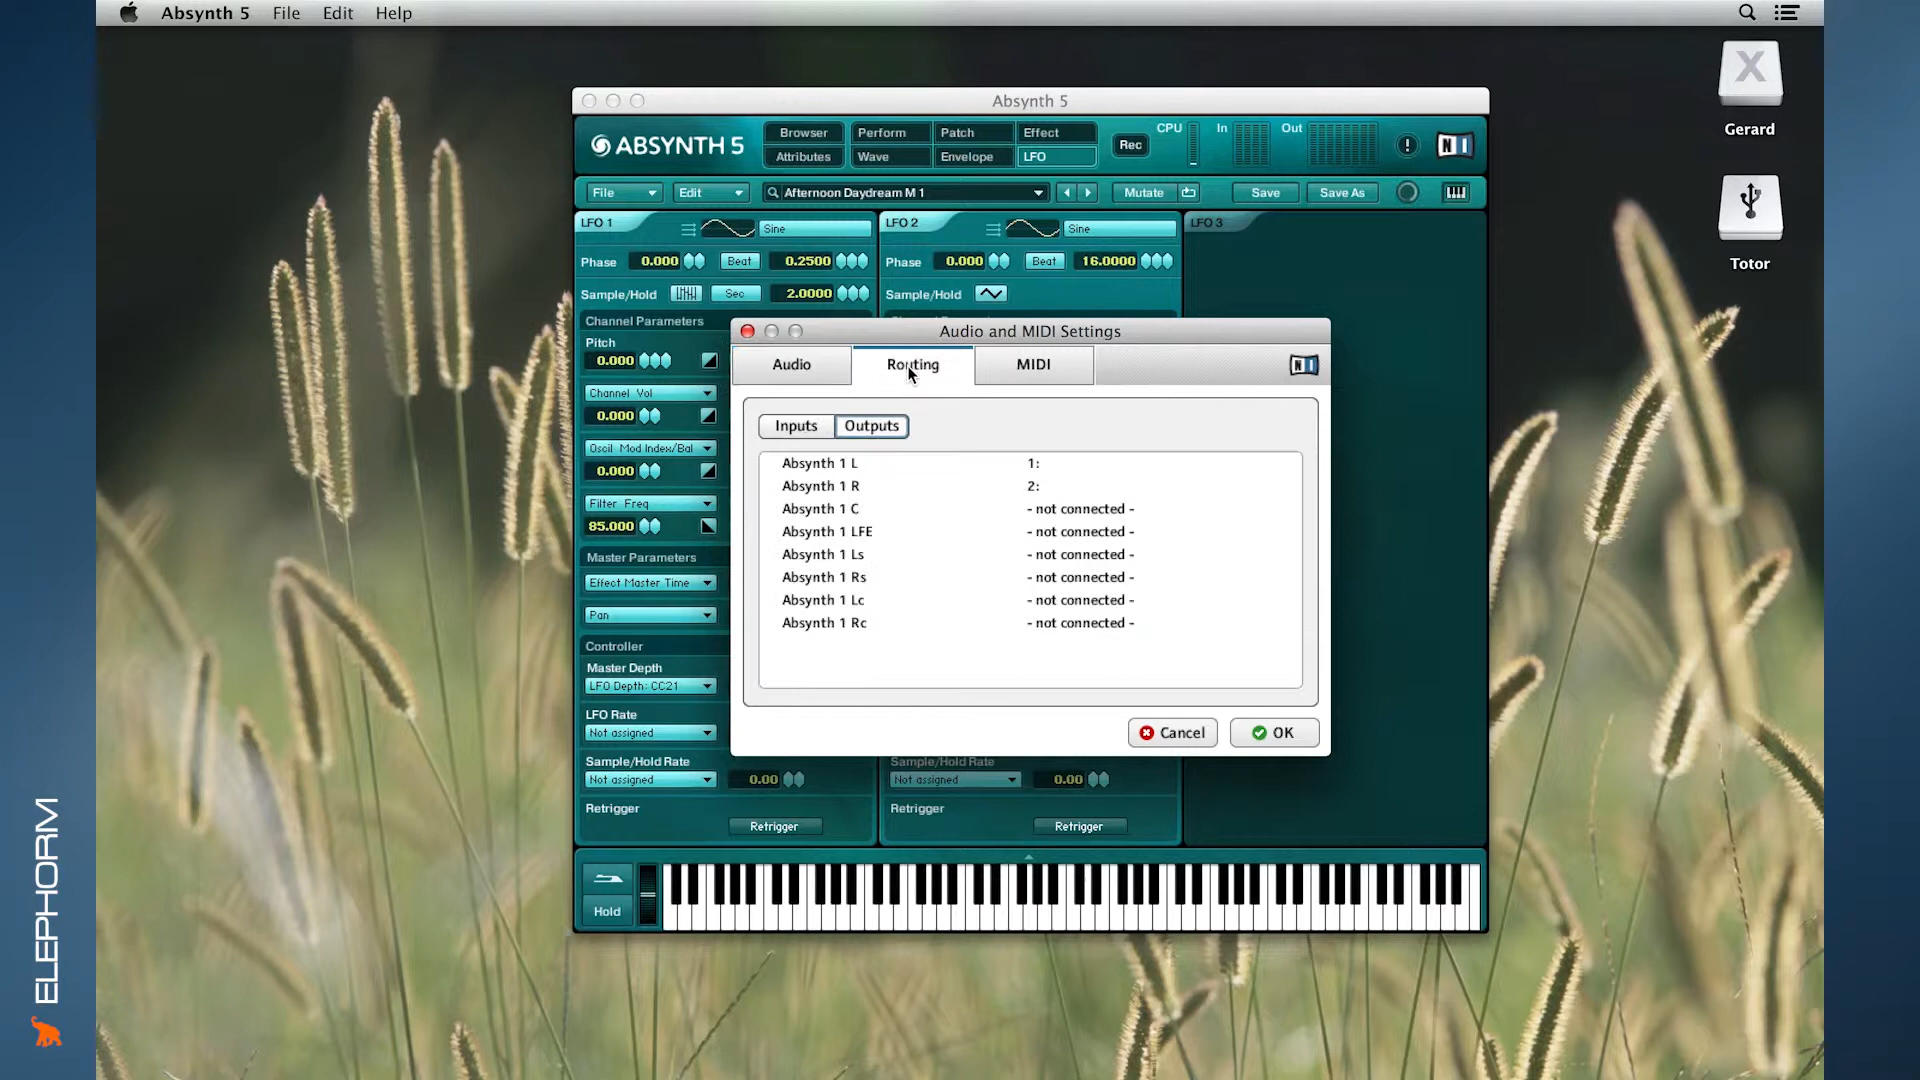 Absynth 5 File Edit Help
Gerard
Totor
Absynth 5
ABSYNTH 5
Browser Perform Patch Effect
Attributes Wave Envelope LFO
Rec CPU In Out ! NI
File Edit Afternoon Daydream M 1 Mutate Save Save As
LFO 1 Sine LFO 2 Sine LFO 3
Phase 0.000 Beat 0.2500 Phase 0.000 Beat 16.0000
Sample/Hold Sec 2.0000 Sample/Hold
Channel Parameters
Pitch
0.000
Channel Vol
0.000
Oscil Mod Index/Bal
0.000
Filter Freq
85.000
Master Parameters
Effect Master Time
Pan
Controller
Master Depth
LFO Depth: CC21
LFO Rate
Not assigned
Sample/Hold Rate Sample/Hold Rate
Not assigned 0.00 Not assigned 0.00
Retrigger Retrigger
Retrigger Retrigger
Hold
Audio and MIDI Settings
Audio Routing MIDI NI
Inputs Outputs
Absynth 1 L 1:
Absynth 1 R 2:
Absynth 1 C - not connected -
Absynth 1 LFE - not connected -
Absynth 1 Ls - not connected -
Absynth 1 Rs - not connected -
Absynth 1 Lc - not connected -
Absynth 1 Rc - not connected -
Cancel OK
ELEPHORM